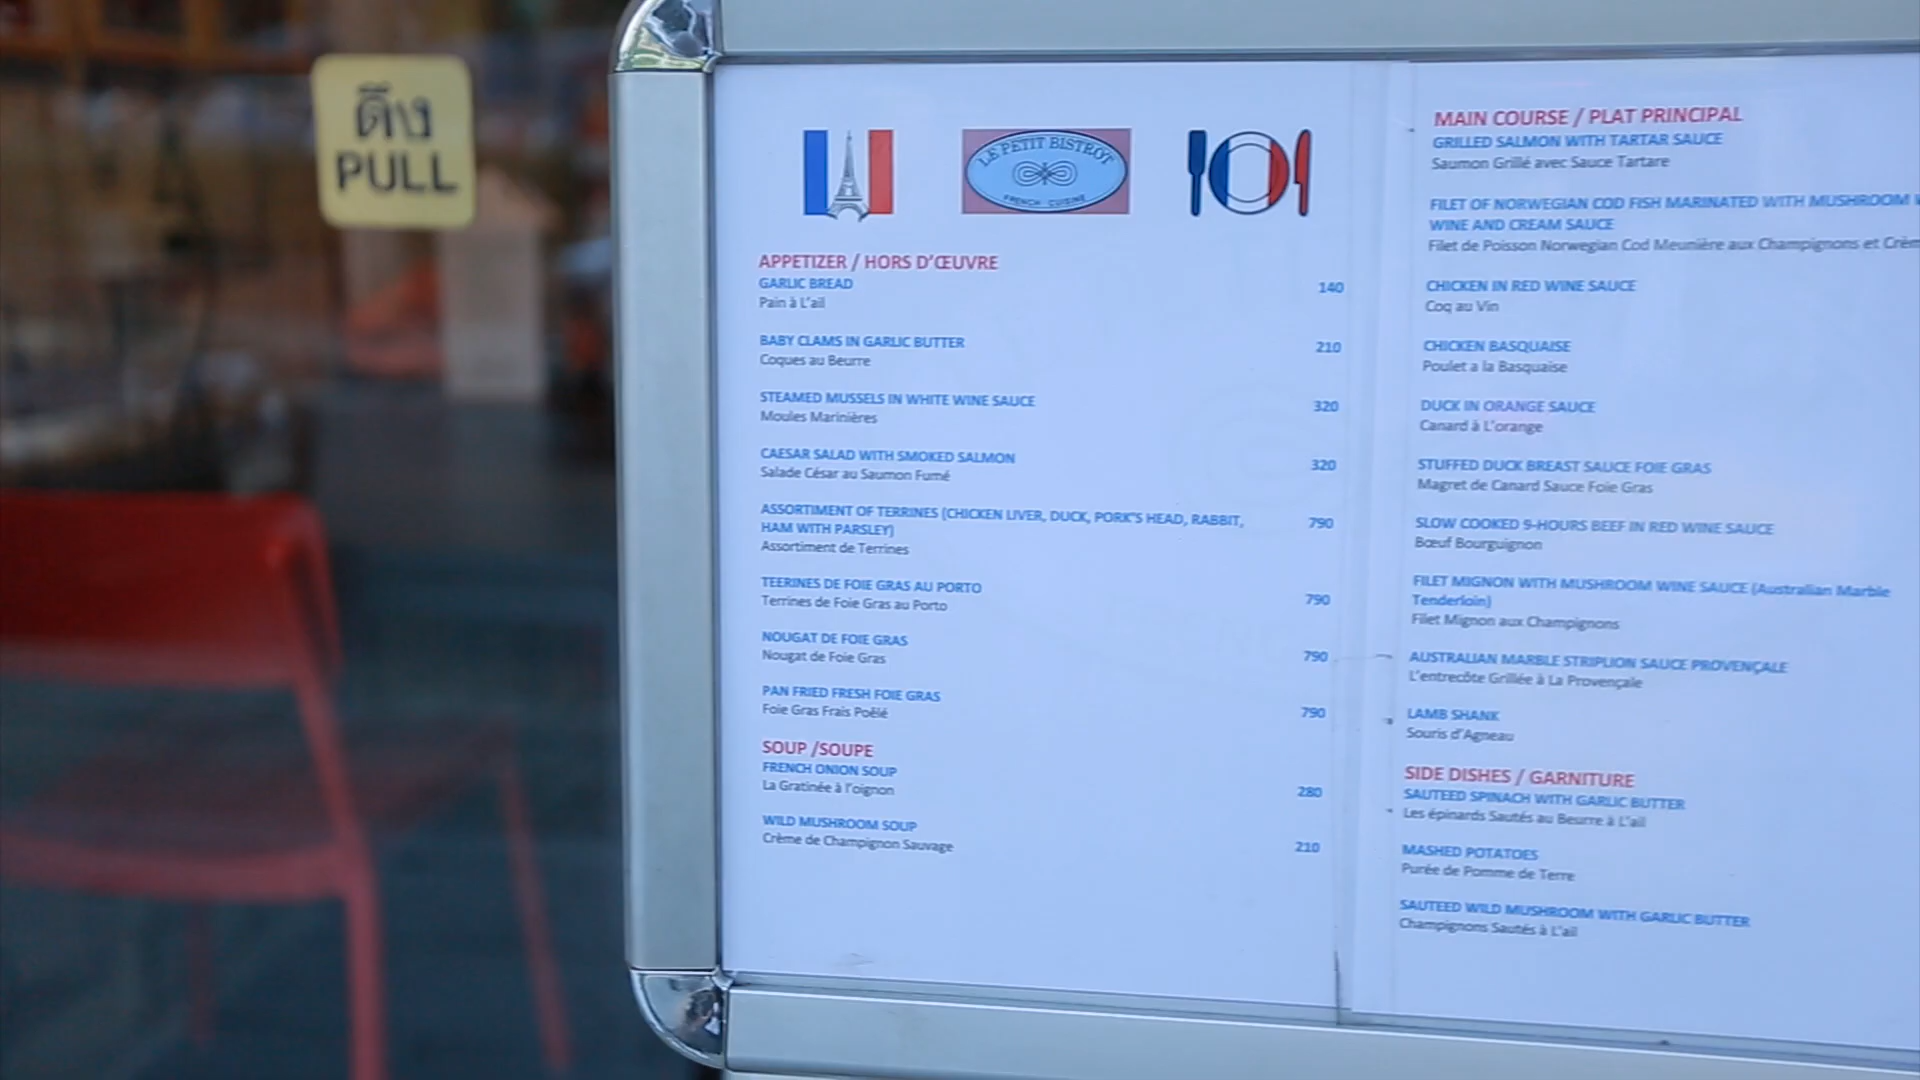 ดึง
PULL
LE PETIT BISTROT
FRENCH CUISINE
APPETIZER / HORS D'ŒUVRE
GARLIC BREAD 140
Pain à L'ail
BABY CLAMS IN GARLIC BUTTER 210
Coques au Beurre
STEAMED MUSSELS IN WHITE WINE SAUCE 320
Moules Marinières
CAESAR SALAD WITH SMOKED SALMON 320
Salade César au Saumon Fumé
ASSORTIMENT OF TERRINES (CHICKEN LIVER, DUCK, PORK'S HEAD, RABBIT, 790
HAM WITH PARSLEY)
Assortiment de Terrines
TEERINES DE FOIE GRAS AU PORTO 790
Terrines de Foie Gras au Porto
NOUGAT DE FOIE GRAS 790
Nougat de Foie Gras
PAN FRIED FRESH FOIE GRAS 790
Foie Gras Frais Poêlé
SOUP /SOUPE
FRENCH ONION SOUP 280
La Gratinée à l'oignon
WILD MUSHROOM SOUP 210
Crème de Champignon Sauvage
MAIN COURSE / PLAT PRINCIPAL
GRILLED SALMON WITH TARTAR SAUCE
Saumon Grillé avec Sauce Tartare
FILET OF NORWEGIAN COD FISH MARINATED WITH MUSHROOM
WINE AND CREAM SAUCE
Filet de Poisson Norwegian Cod Meunière aux Champignons et
CHICKEN IN RED WINE SAUCE
Coq au Vin
CHICKEN BASQUAISE
Poulet a la Basquaise
DUCK IN ORANGE SAUCE
Canard à L'orange
STUFFED DUCK BREAST SAUCE FOIE GRAS
Magret de Canard Sauce Foie Gras
SLOW COOKED 9-HOURS BEEF IN RED WINE SAUCE
Bœuf Bourguignon
FILET MIGNON WITH MUSHROOM WINE SAUCE (Australian Marble
Tenderloin)
Filet Mignon aux Champignons
AUSTRALIAN MARBLE STRIPLION SAUCE PROVENÇALE
L'entrecôte Grillée à La Provençale
LAMB SHANK
Souris d'Agneau
SIDE DISHES / GARNITURE
SAUTEED SPINACH WITH GARLIC BUTTER
Les épinards Sautés au Beurre à L'ail
MASHED POTATOES
Purée de Pomme de Terre
SAUTEED WILD MUSHROOM WITH GARLIC BUTTER
Champignons Sautés à L'ail